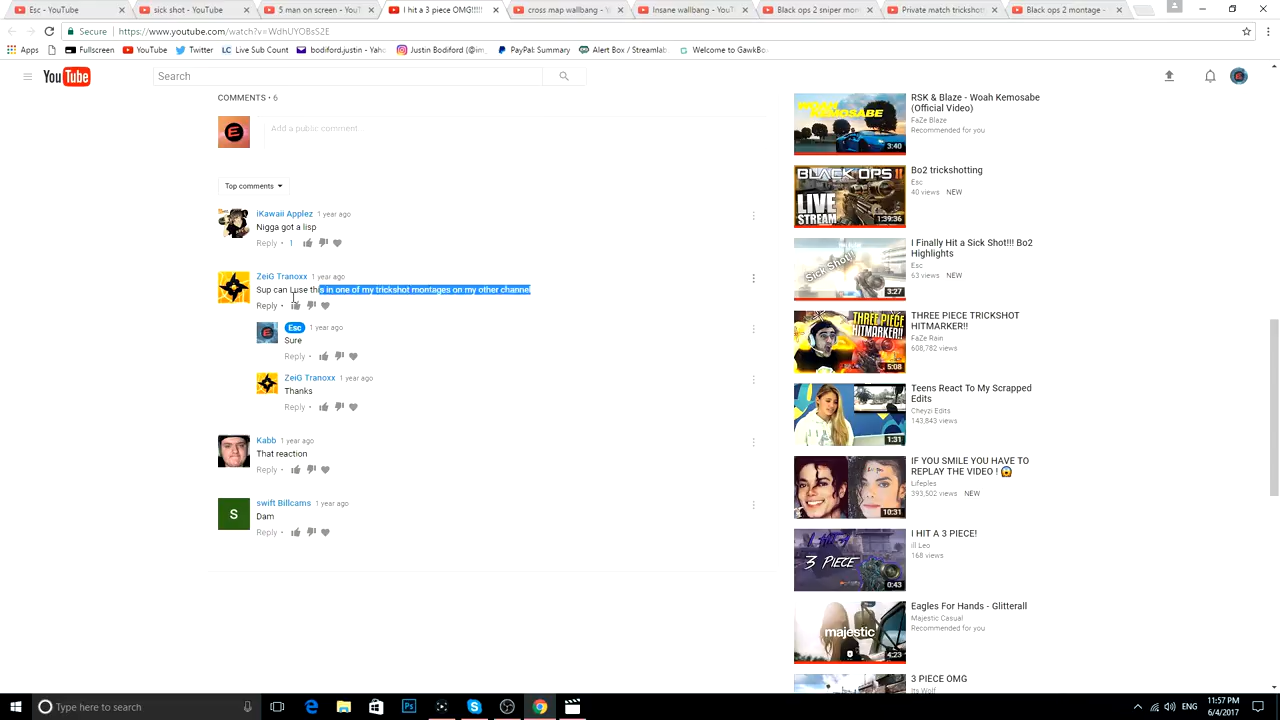 Esc - YouTube
sick shot - YouTube
5 man on screen - YouT
I hit a 3 piece OMG!!!!!
cross map wallbang - Yo
Insane wallbang - YouT
Black ops 2 longshot - Y
Private match trickshot
Black ops 2 montage -
Secure https://www.youtube.com/watch?v=WdhUYOBsS2E
Apps
Fullscreen
YouTube
Twitter
LC Live Sub Count
bodiford.justin - Yaho
Justin Bodiford (@im_
PayPal: Summary
Alert Box / Streamlab
Welcome to GawkBo
YouTube
Search
COMMENTS • 6
Add a public comment
Top comments
iKawaii Applez 1 year ago
Nigga got a lisp
Reply • 1
ZeiG Tranoxx 1 year ago
Sup can I use this in one of my trickshot montages on my other channel
Reply •
Esc 1 year ago
Sure
Reply •
ZeiG Tranoxx 1 year ago
Thanks
Reply •
Kabb 1 year ago
That reaction
Reply •
swift Billcams 1 year ago
S
Dam
Reply •
WOAH
KEMOSABE
3:40
RSK & Blaze - Woah Kemosabe
(Official Video)
FaZe Blaze
Recommended for you
BLACK OPS II
LIVE
STREAM
1:39:36
Bo2 trickshotting
Esc
40 views NEW
Sick Shot!!
3:27
I Finally Hit a Sick Shot!!! Bo2
Highlights
Esc
63 views NEW
THREE PIECE
HITMARKER!!
5:08
THREE PIECE TRICKSHOT
HITMARKER!!
FaZe Rain
608,782 views
1:31
Teens React To My Scrapped
Edits
Cheyzi Edits
143,843 views
10:31
IF YOU SMILE YOU HAVE TO
REPLAY THE VIDEO ! 😱
Lifeples
393,502 views NEW
3 PIECE
0:43
I HIT A 3 PIECE!
ill Leo
168 views
majestic
4:23
Eagles For Hands - Glitterall
Majestic Casual
Recommended for you
3 PIECE OMG
Its Wolf
Type here to search
ENG
11:57 PM
6/4/2017